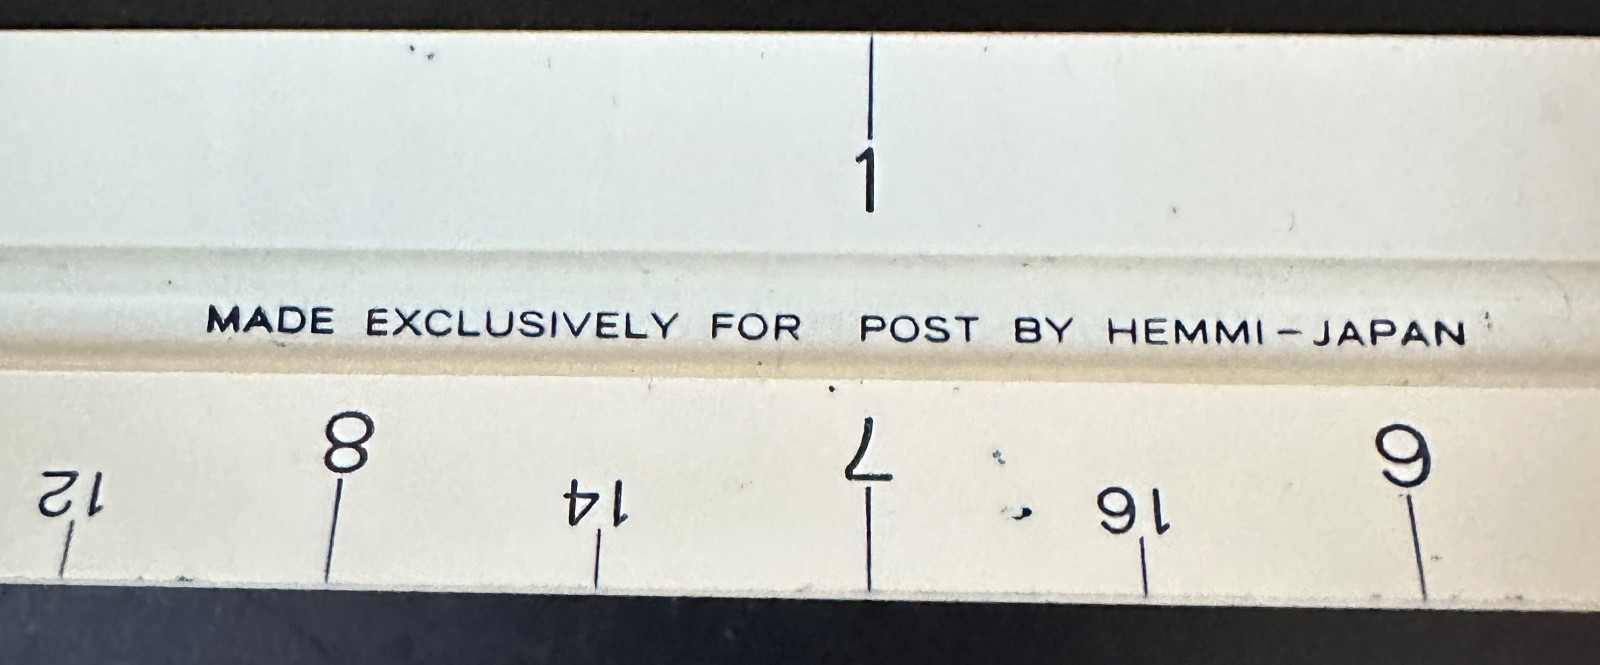 1
MADE EXCLUSIVELY FOR POST BY HEMMI-JAPAN
12 8 14 7 16 6